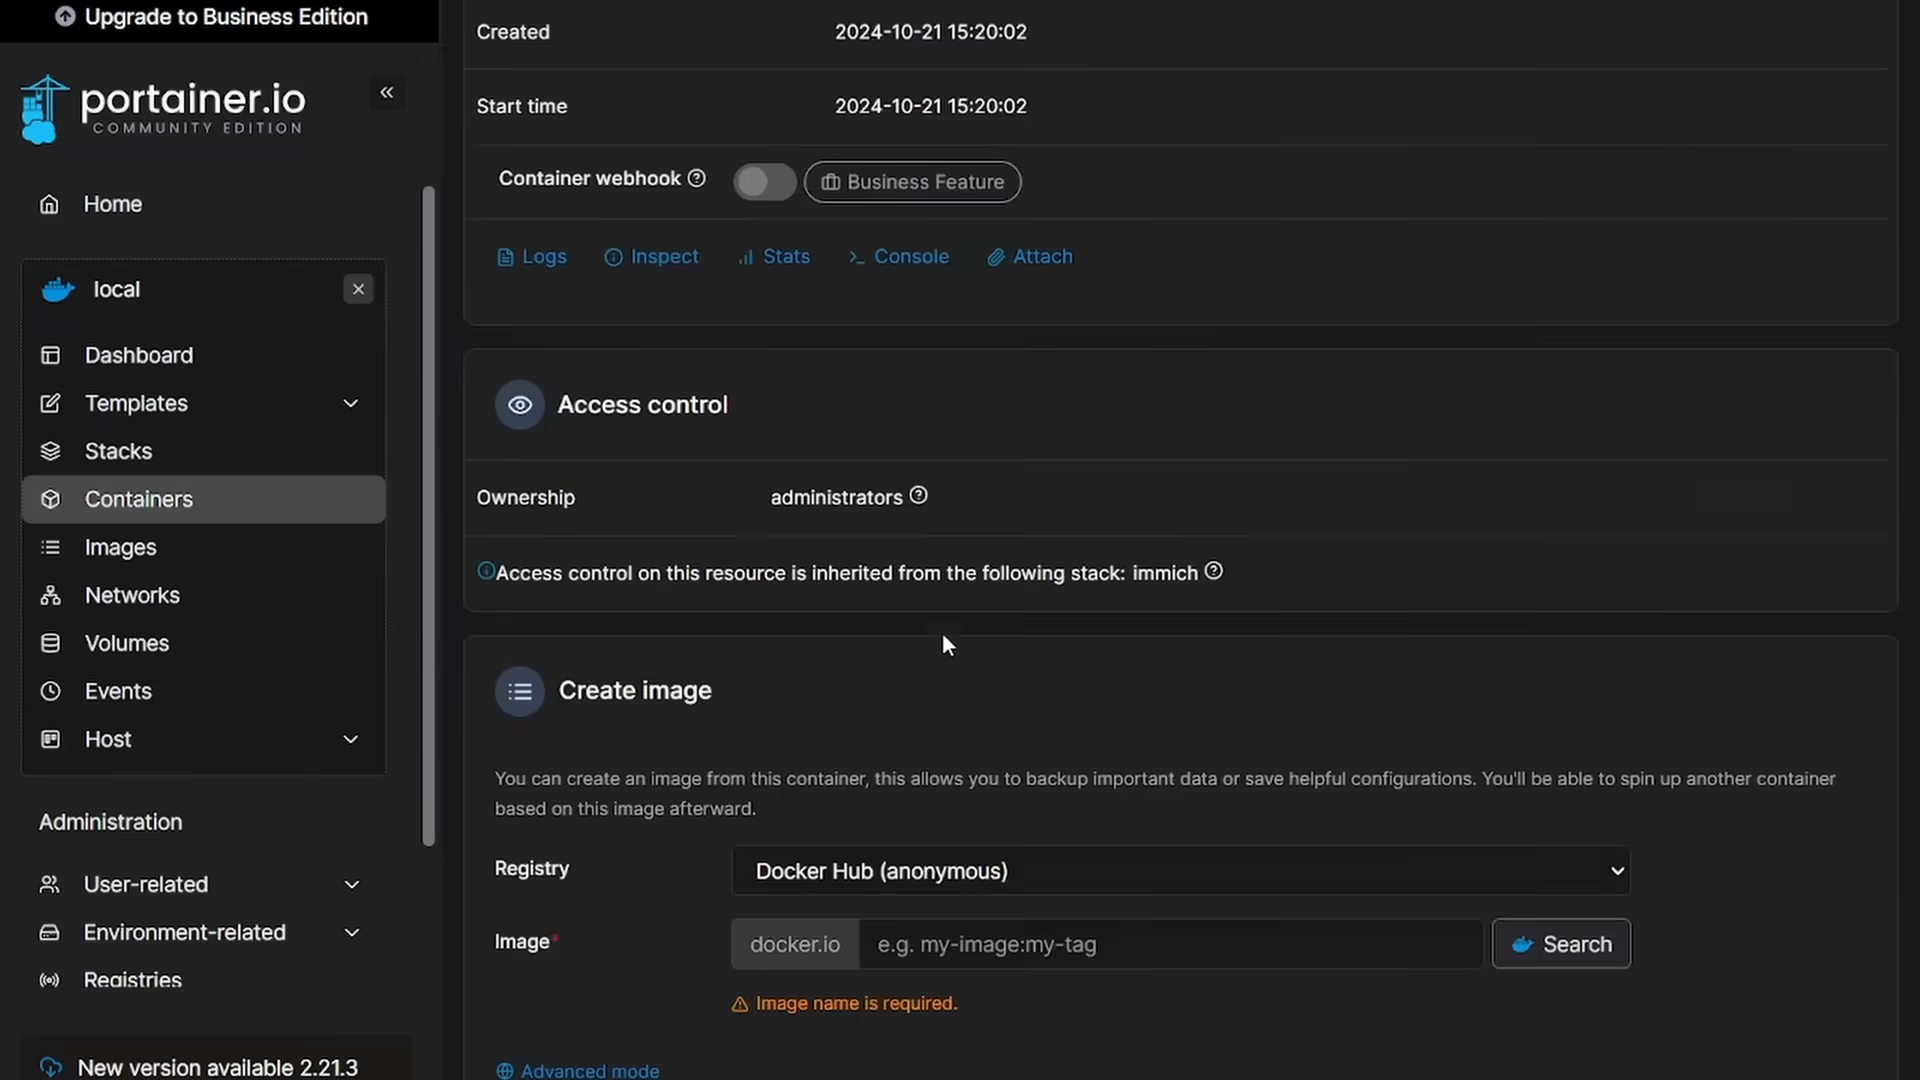 Upgrade to Business Edition
portainer.io
COMMUNITY EDITION
Home
local
Dashboard
Templates
Stacks
Containers
Images
Networks
Volumes
Events
Host
Administration
User-related
Environment-related
Registries
New version available 2.21.3
Created 2024-10-21 15:20:02
Start time 2024-10-21 15:20:02
Container webhook Business Feature
Logs Inspect Stats Console Attach
Access control
Ownership administrators
Access control on this resource is inherited from the following stack: immich
Create image
You can create an image from this container, this allows you to backup important data or save helpful configurations. You'll be able to spin up another container
based on this image afterward.
Registry Docker Hub (anonymous)
Image* docker.io e.g. my-image:my-tag Search
Image name is required.
Advanced mode